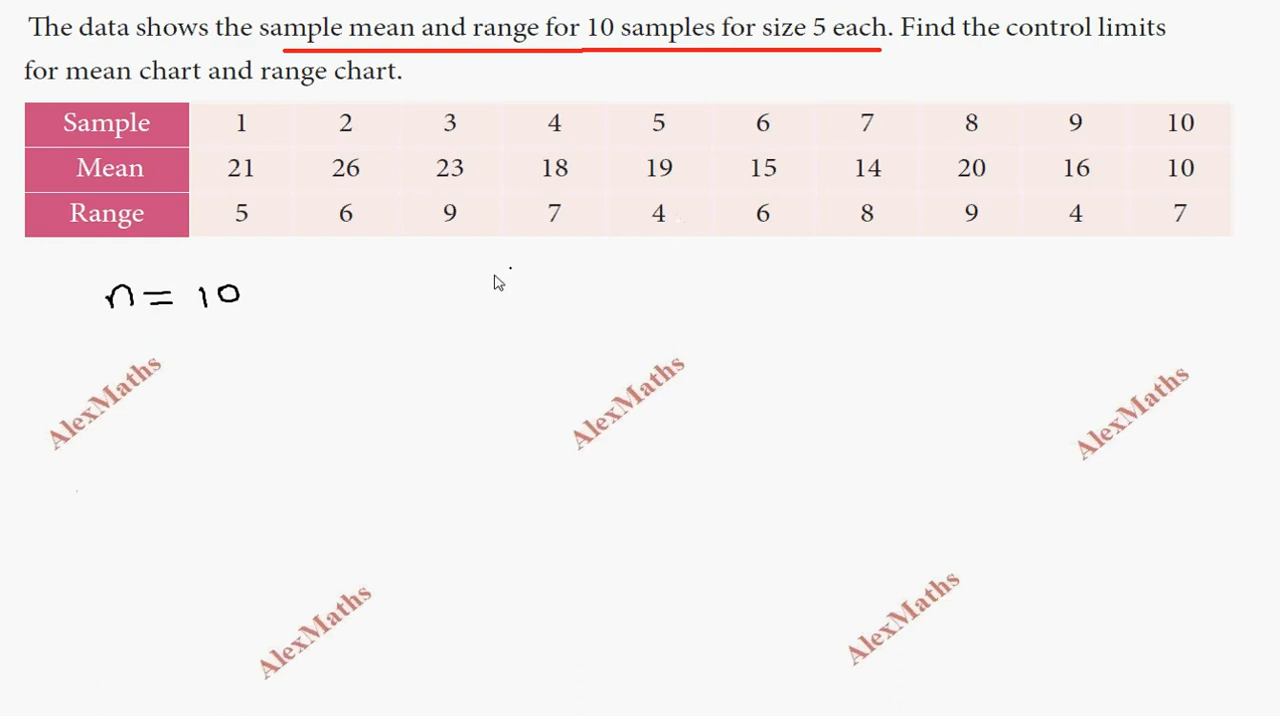 The data shows the sample mean and range for 10 samples for size 5 each. Find the control limits
for mean chart and range chart.
Sample 1 2 3 4 5 6 7 8 9 10
Mean 21 26 23 18 19 15 14 20 16 10
Range 5 6 9 7 4 6 8 9 4 7
n = 10
AlexMaths
AlexMaths
AlexMaths
AlexMaths
AlexMaths